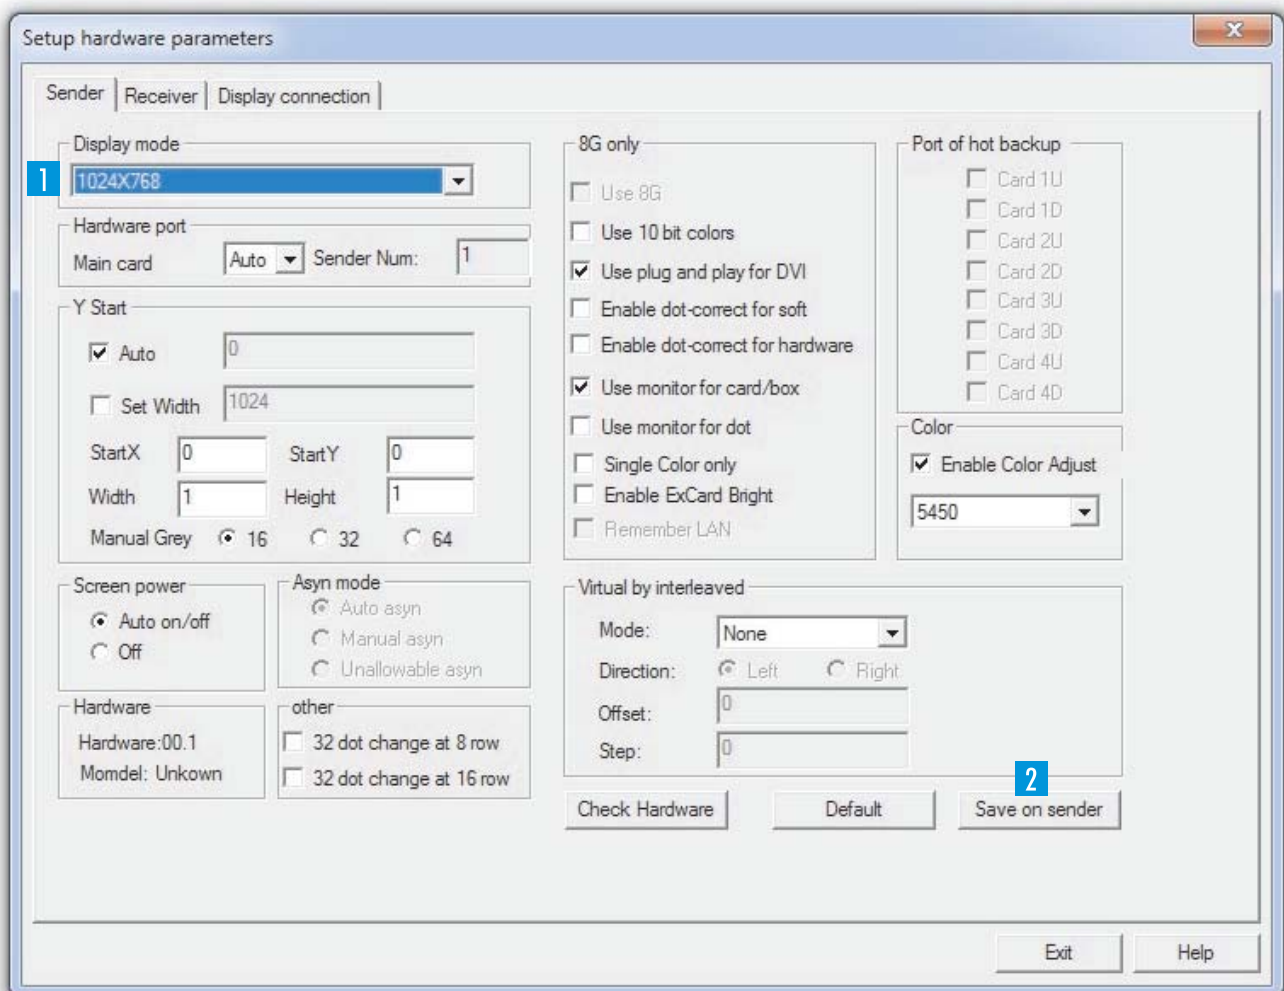 Setup hardware parameters
x
Sender Receiver Display connection
Display mode
1
1024X768
Hardware port
Main card Auto Sender Num: 1
Y Start
Auto 0
Set Width 1024
StartX 0 StartY 0
Width 1 Height 1
Manual Grey 16 32 64
Screen power
Auto on/off
Off
Asyn mode
Auto asyn
Manual asyn
Unallowable asyn
Hardware
Hardware:00.1
Momdel: Unkown
other
32 dot change at 8 row
32 dot change at 16 row
8G only
Use 8G
Use 10 bit colors
Use plug and play for DVI
Enable dot-correct for soft
Enable dot-correct for hardware
Use monitor for card/box
Use monitor for dot
Single Color only
Enable ExCard Bright
Remember LAN
Port of hot backup
Card 1U
Card 1D
Card 2U
Card 2D
Card 3U
Card 3D
Card 4U
Card 4D
Color
Enable Color Adjust
5450
Virtual by interleaved
Mode: None
Direction: Left Right
Offset: 0
Step: 0
2
Check Hardware Default Save on sender
Exit Help